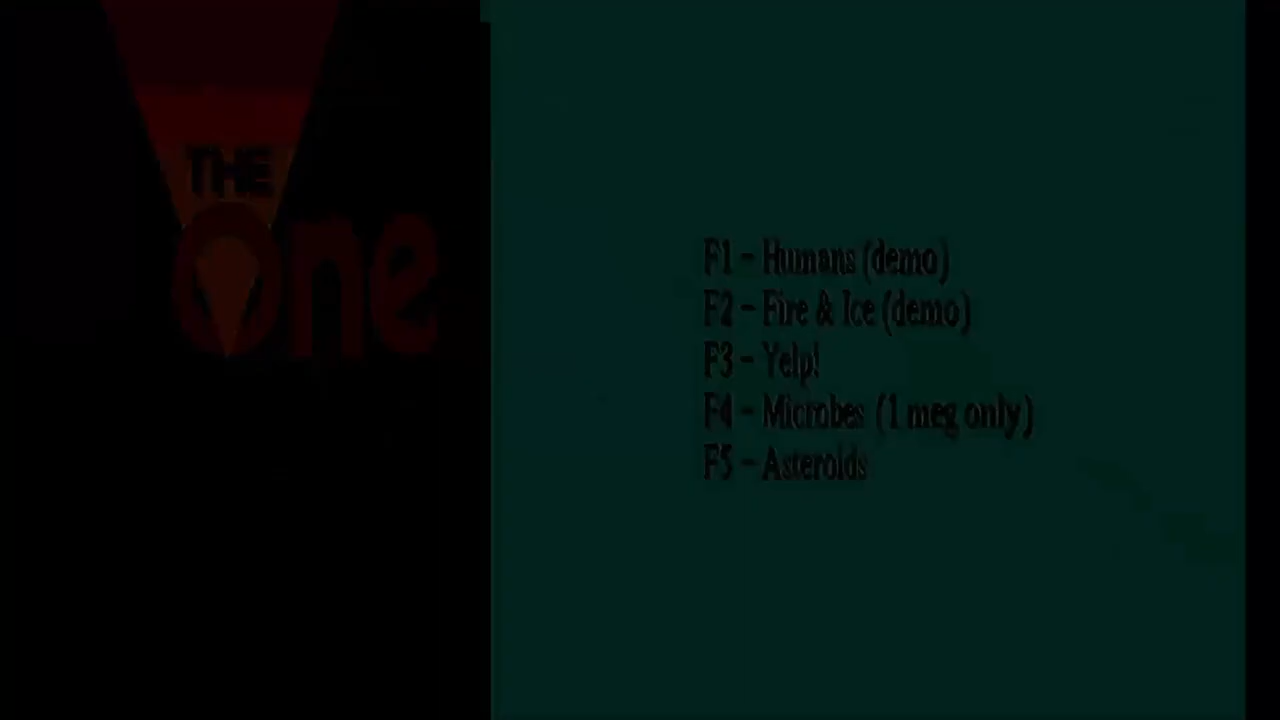 THE
One
F1 - Humans (demo)
F2 - Fire & Ice (demo)
F3 - Yelp!
F4 - Microbes (1 meg only)
F5 - Asteroids